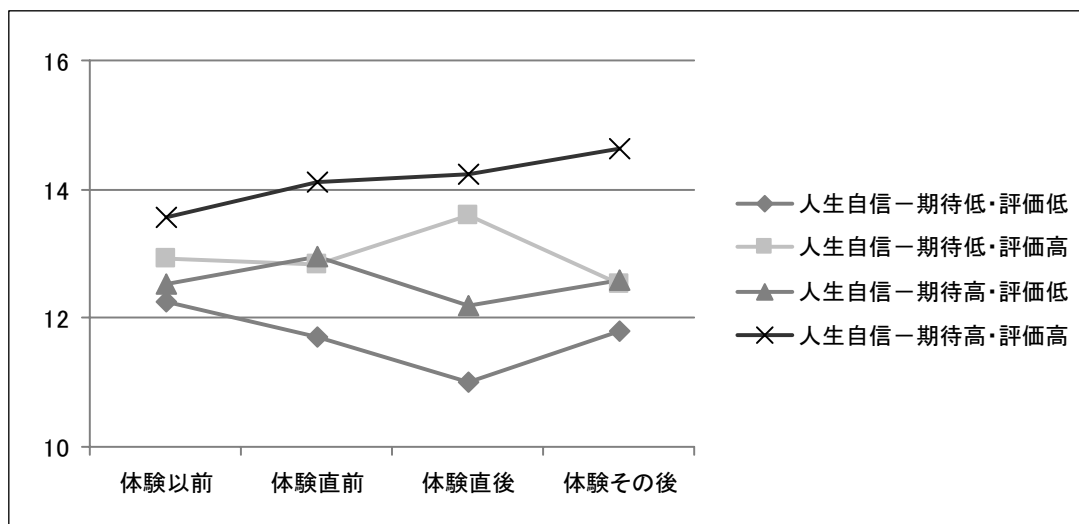 16
14
12
10
体験以前
体験直前
体験直後
体験その後
人生自信－期待低・評価低
人生自信－期待低・評価高
人生自信－期待高・評価低
人生自信－期待高・評価高